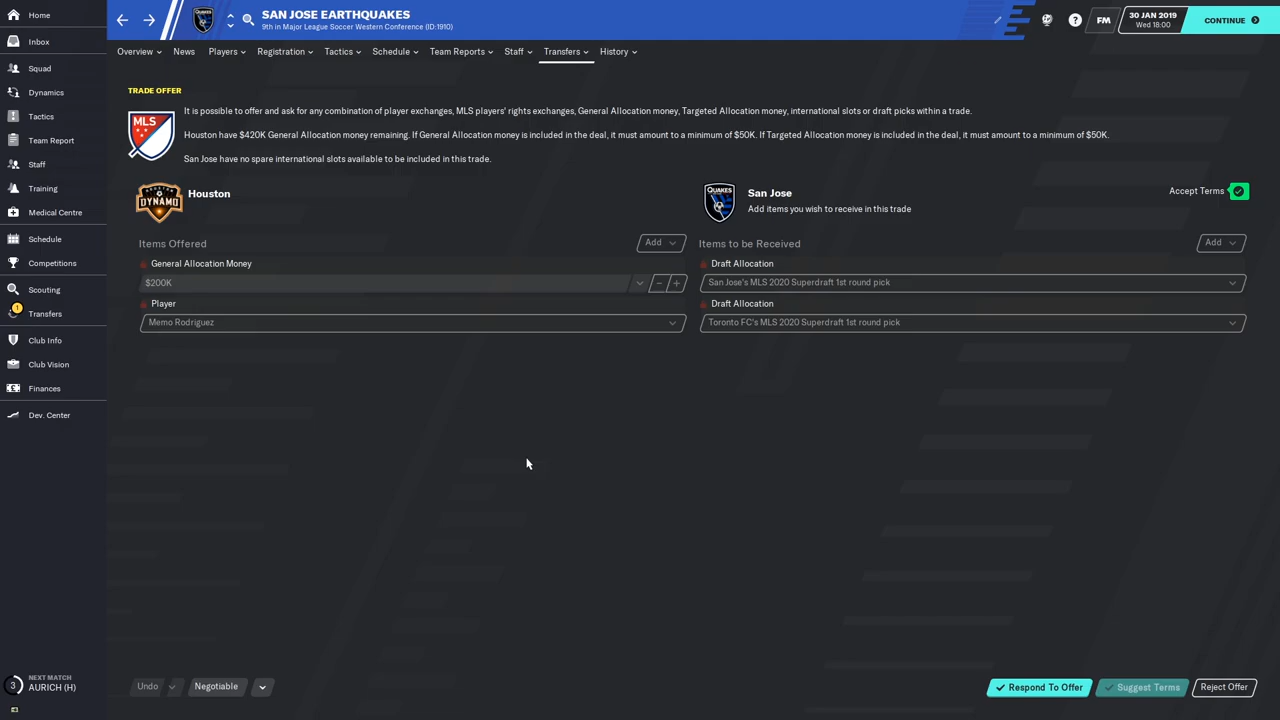 Home
Inbox
Squad
Dynamics
Tactics
Team Report
Staff
Training
Medical Centre
Schedule
Competitions
Scouting
1
Transfers
Club Info
Club Vision
Finances
Dev. Center
3
NEXT MATCH
AURICH (H)
SAN JOSE EARTHQUAKES
9th in Major League Soccer Western Conference (ID:1910)
FM
30 JAN 2019
Wed 18:00
CONTINUE
Overview
News
Players
Registration
Tactics
Schedule
Team Reports
Staff
Transfers
History
TRADE OFFER
MLS
It is possible to offer and ask for any combination of player exchanges, MLS players' rights exchanges, General Allocation money, Targeted Allocation money, international slots or draft picks within a trade.
Houston have $420K General Allocation money remaining. If General Allocation money is included in the deal, it must amount to a minimum of $50K. If Targeted Allocation money is included in the deal, it must amount to a minimum of $50K.
San Jose have no spare international slots available to be included in this trade.
DYNAMO
Houston
QUAKES
San Jose
Add items you wish to receive in this trade
Accept Terms
Items Offered
Add
General Allocation Money
$200K
Player
Memo Rodriguez
Items to be Received
Add
Draft Allocation
San Jose's MLS 2020 Superdraft 1st round pick
Draft Allocation
Toronto FC's MLS 2020 Superdraft 1st round pick
Undo
Negotiable
Respond To Offer
Suggest Terms
Reject Offer